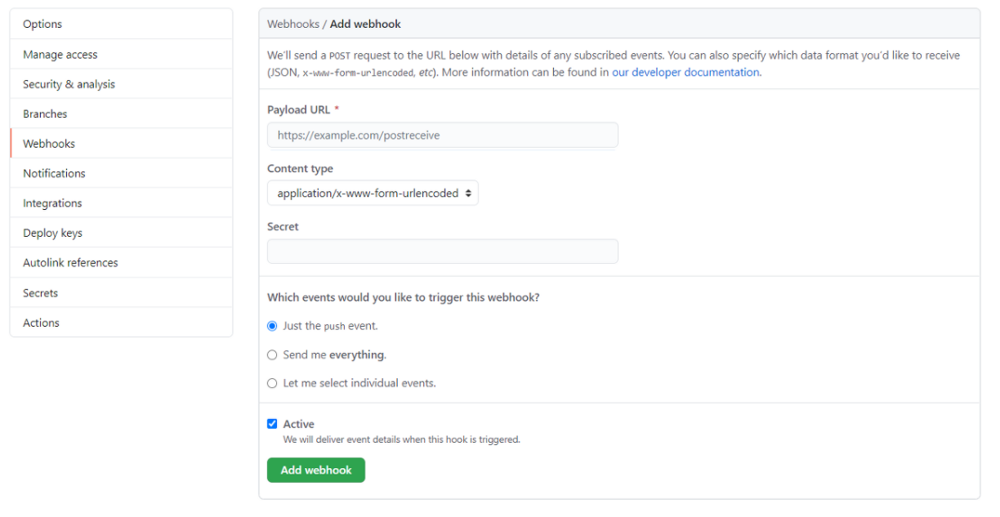 Options
Manage access
Security & analysis
Branches
Webhooks
Notifications
Integrations
Deploy keys
Autolink references
Secrets
Actions
Webhooks / Add webhook
We'll send a POST request to the URL below with details of any subscribed events. You can also specify which data format you'd like to receive
(JSON, x-www-form-urlencoded, etc). More information can be found in our developer documentation.
Payload URL *
https://example.com/postreceive
Content type
application/x-www-form-urlencoded
Secret
Which events would you like to trigger this webhook?
Just the push event.
Send me everything.
Let me select individual events.
Active
We will deliver event details when this hook is triggered.
Add webhook